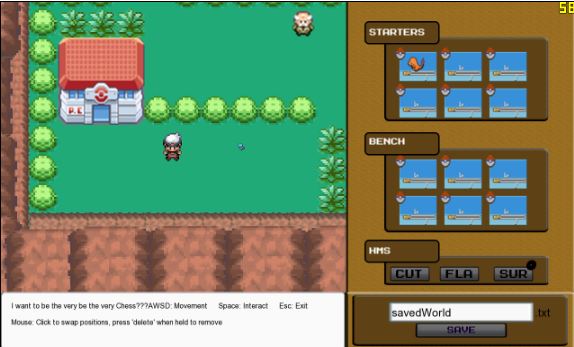 58
STARTERS
P.C
BENCH
HMS
CUT FLA SUR
I want to be the very be the very Chess???AWSD: Movement Space: Interact Esc: Exit
Mouse: Click to swap positions, press 'delete' when held to remove
savedWorld .txt
SAVE